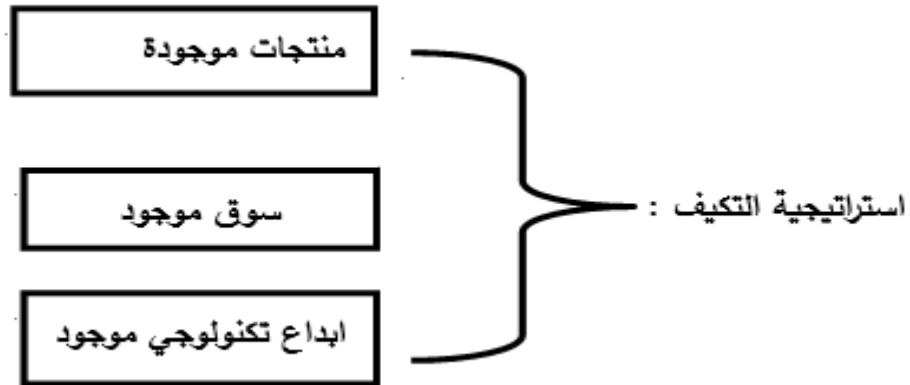 منتجات موجودة
سوق موجود
استراتيجية التكيف :
ابداع تكنولوجي موجود